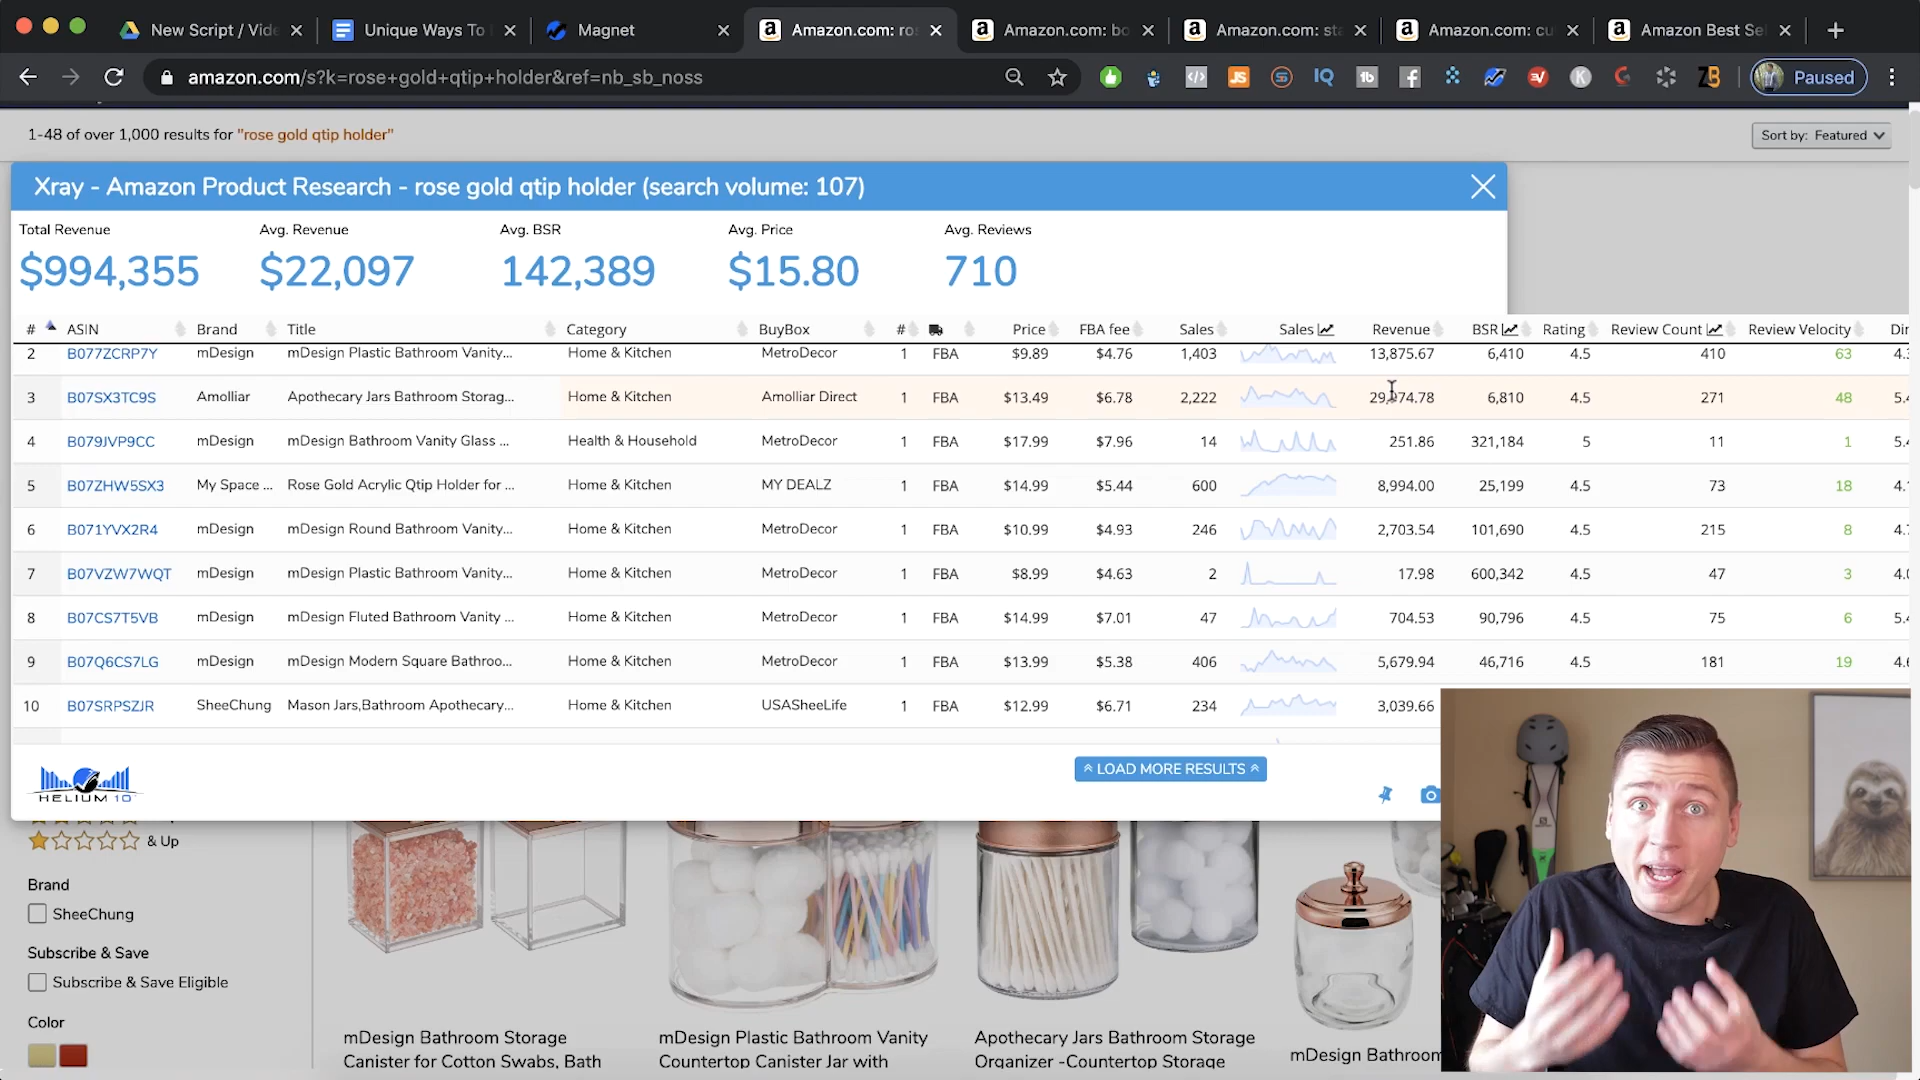 New Script / Vide
Unique Ways To
Magnet
Amazon.com: ros
Amazon.com: bo
Amazon.com: sta
Amazon.com: cu
Amazon Best Sel
amazon.com/s?k=rose+gold+qtip+holder&ref=nb_sb_noss
Paused
1-48 of over 1,000 results for "rose gold qtip holder"
Sort by: Featured
Xray - Amazon Product Research - rose gold qtip holder (search volume: 107)
Total Revenue Avg. Revenue Avg. BSR Avg. Price Avg. Reviews
$994,355 $22,097 142,389 $15.80 710
# ASIN Brand Title Category BuyBox # Price FBA fee Sales Sales Revenue BSR Rating Review Count Review Velocity
2 B077ZCRP7Y mDesign mDesign Plastic Bathroom Vanity... Home & Kitchen MetroDecor 1 FBA $9.89 $4.76 1,403 13,875.67 6,410 4.5 410 63
3 B07SX3TC9S Amolliar Apothecary Jars Bathroom Storag... Home & Kitchen Amolliar Direct 1 FBA $13.49 $6.78 2,222 4.5 6,810 271 48
4 B079JVP9CC mDesign mDesign Bathroom Vanity Glass ... Health & Household MetroDecor 1 FBA $17.99 $7.96 14 251.86 321,184 5 11 1
5 B07ZHW5SX3 My Space ... Rose Gold Acrylic Qtip Holder for ... Home & Kitchen MY DEALZ 1 FBA $14.99 $5.44 600 8,994.00 25,199 4.5 73 18
6 B071YVX2R4 mDesign mDesign Round Bathroom Vanity... Home & Kitchen MetroDecor 1 FBA $10.99 $4.93 246 2,703.54 101,690 4.5 215 8
7 B07VZW7WQT mDesign mDesign Plastic Bathroom Vanity... Home & Kitchen MetroDecor 1 FBA $8.99 $4.63 2 17.98 600,342 4.5 47 3
8 B07CS7T5VB mDesign mDesign Fluted Bathroom Vanity ... Home & Kitchen MetroDecor 1 FBA $14.99 $7.01 47 704.53 90,796 4.5 75 6
9 B07Q6CS7LG mDesign mDesign Modern Square Bathroo... Home & Kitchen MetroDecor 1 FBA $13.99 $5.38 406 5,679.94 46,716 4.5 181 19
10 B07SRPSZJR SheeChung Mason Jars,Bathroom Apothecary... Home & Kitchen USASheeLife 1 FBA $12.99 $6.71 234 3,039.66
LOAD MORE RESULTS
HELIUM 10
& Up
Brand
SheeChung
Subscribe & Save
Subscribe & Save Eligible
Color
mDesign Bathroom Storage
Canister for Cotton Swabs, Bath
mDesign Plastic Bathroom Vanity
Countertop Canister Jar with
Apothecary Jars Bathroom Storage
Organizer -Countertop Storage
mDesign Bathroom